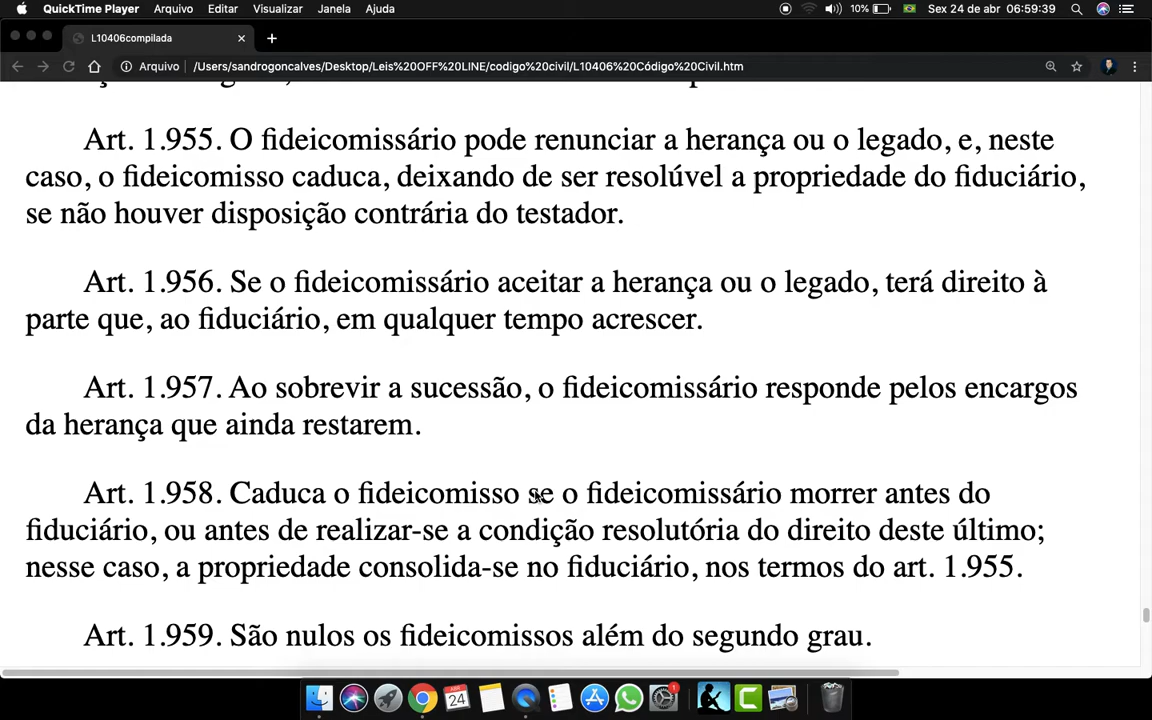 QuickTime Player Arquivo Editar Visualizar Janela Ajuda 10% Sex 24 de abr 06:59:39
L10406compilada
Arquivo /Users/sandrogoncalves/Desktop/Leis%20OFF%20LINE/codigo%20civil/L10406%20Código%20Civil.htm
Art. 1.955. O fideicomissário pode renunciar a herança ou o legado, e, neste
caso, o fideicomisso caduca, deixando de ser resolúvel a propriedade do fiduciário,
se não houver disposição contrária do testador.
Art. 1.956. Se o fideicomissário aceitar a herança ou o legado, terá direito à
parte que, ao fiduciário, em qualquer tempo acrescer.
Art. 1.957. Ao sobrevir a sucessão, o fideicomissário responde pelos encargos
da herança que ainda restarem.
Art. 1.958. Caduca o fideicomisso se o fideicomissário morrer antes do
fiduciário, ou antes de realizar-se a condição resolutória do direito deste último;
nesse caso, a propriedade consolida-se no fiduciário, nos termos do art. 1.955.
Art. 1.959. São nulos os fideicomissos além do segundo grau.
ABR
24
1